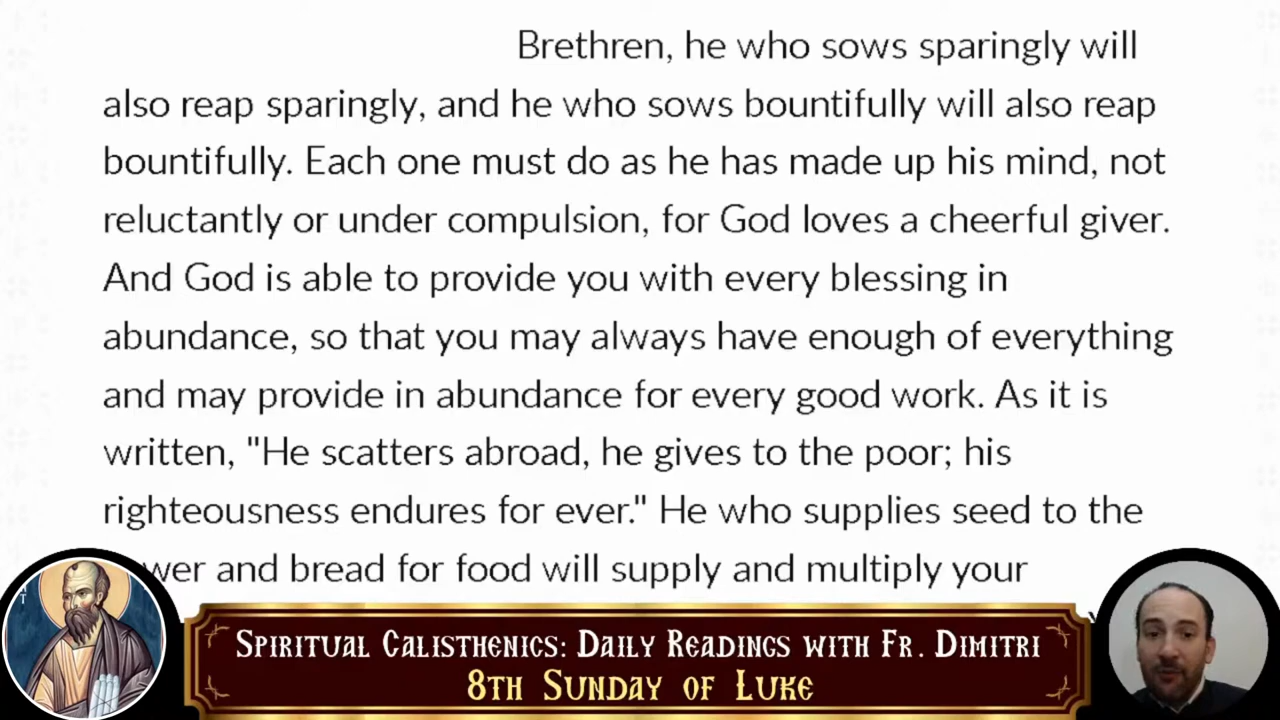 Brethren, he who sows sparingly will
also reap sparingly, and he who sows bountifully will also reap
bountifully. Each one must do as he has made up his mind, not
reluctantly or under compulsion, for God loves a cheerful giver.
And God is able to provide you with every blessing in
abundance, so that you may always have enough of everything
and may provide in abundance for every good work. As it is
written, "He scatters abroad, he gives to the poor; his
righteousness endures for ever." He who supplies seed to the
wer and bread for food will supply and multiply your
Spiritual Calisthenics: Daily Readings with Fr. Dimitri
8th Sunday of Luke